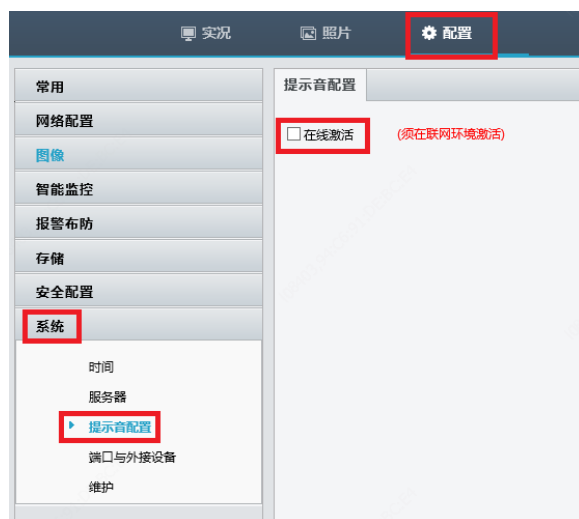 实况 照片 配置
常用 提示音配置
网络配置
在线激活 (须在联网环境激活)
图像
智能监控
报警布防
存储
安全配置
系统
时间
服务器
提示音配置
端口与外接设备
维护